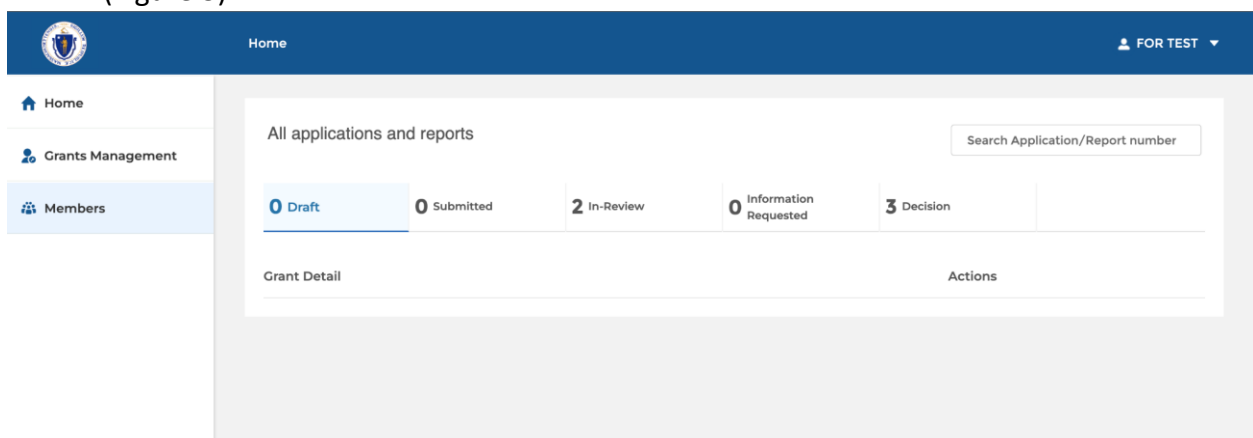 Home
FOR TEST
Home
Grants Management
Members
All applications and reports
Search Application/Report number
0 Draft
0 Submitted
2 In-Review
0 Information
Requested
3 Decision
Grant Detail
Actions